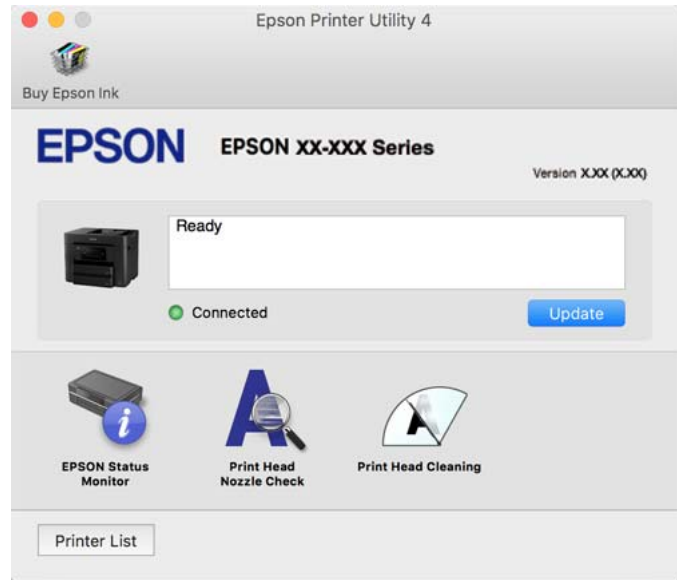 Epson Printer Utility 4
Buy Epson Ink
EPSON
EPSON XX-XXX Series
Version X.XX (X.XX)
Ready
Connected
Update
EPSON Status
Monitor
Print Head
Nozzle Check
Print Head Cleaning
Printer List